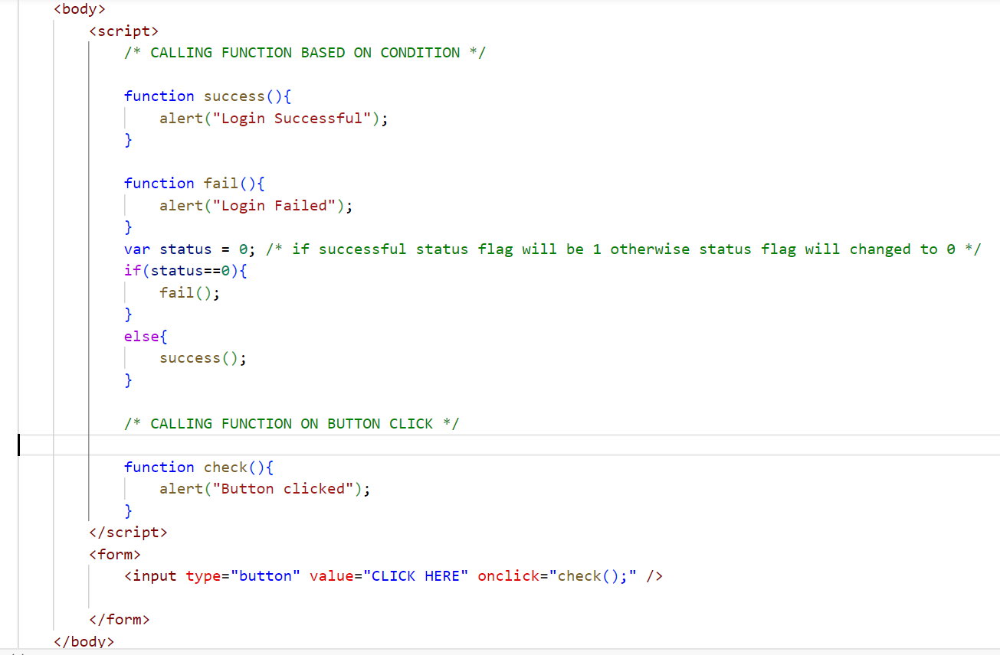 <body>
<script>
/* CALLING FUNCTION BASED ON CONDITION */
function success(){
alert("Login Successful");
}
function fail(){
alert("Login Failed");
}
var status = 0; /* if successful status flag will be 1 otherwise status flag will changed to 0 */
if(status==0){
fail();
}
else{
success();
}
/* CALLING FUNCTION ON BUTTON CLICK */
function check(){
alert("Button clicked");
}
</script>
<form>
<input type="button" value="CLICK HERE" onclick="check();" />
</form>
</body>